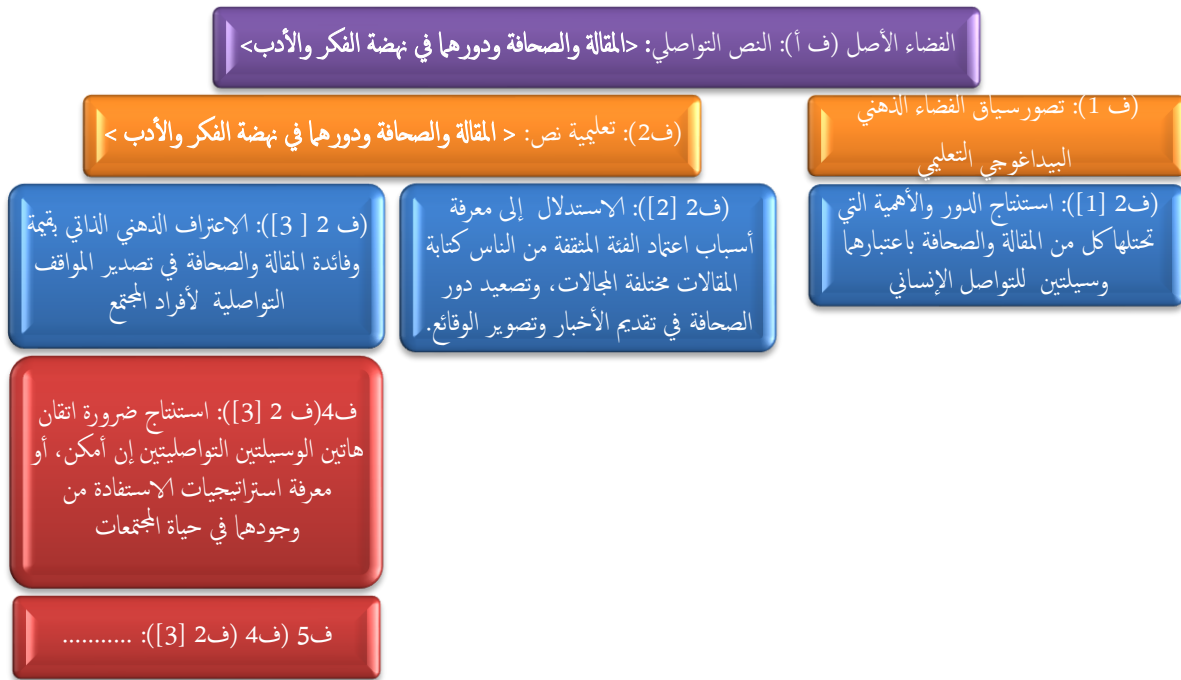 الفضاء الأصل (ف أ): النص التواصلي: <المقالة والصحافة ودورهما في نهضة الفكر والأدب>
(ف 1): تصورسياق الفضاء الذهني
البيداغوجي التعليمي
(ف2): تعليمية نص: < المقالة والصحافة ودورهما في نهضة الفكر والأدب >
(ف2 [1]): استنتاج الدور والأهمية التي
تحتلهاكل من المقالة والصحافة باعتبارهما
وسيلتين للتواصل الإنساني
(ف2 [2]): الاستدلال إلى معرفة
أسباب اعتماد الفئة المثقفة من الناس كتابة
المقالات مختلفة المجالات، وتصعيد دور
الصحافة في تقديم الأخبار وتصوير الوقائع.
(ف 2 [ 3]): الاعتراف الذهني الذاتي بقيمة
وفائدة المقالة والصحافة في تصدير المواقف
التواصلية لأفراد المجتمع
ف4(ف 2 [3]): استنتاج ضرورة اتقان
هاتين الوسيلتين التواصليتين إن أمكن، أو
معرفة استراتيجيات الاستفادة من
وجودهما في حياة المجتمعات
ف5 (ف4 (ف2 [3]): ...........